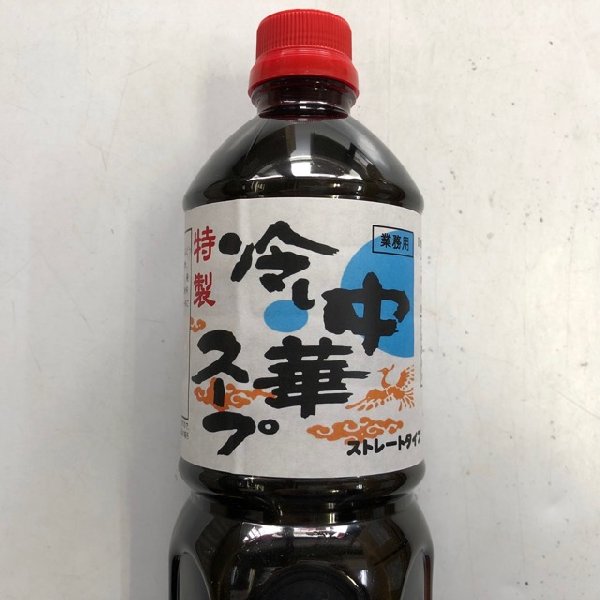 特製
冷し中華
スープ
業務用
ストレートタイプ